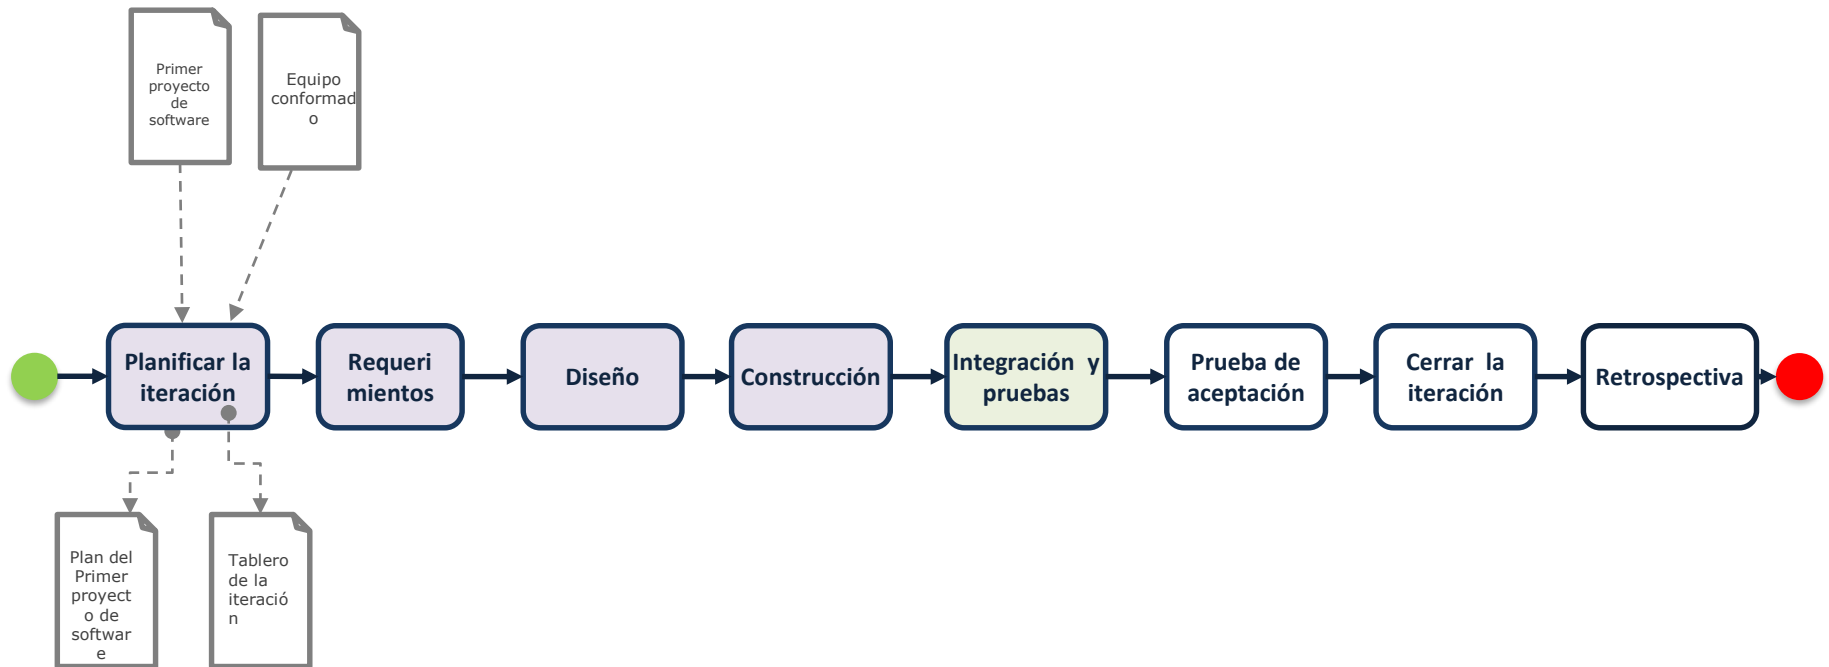 Primer
proyecto
de
software
Equipo
conformad
o
Planificar la
iteración
Requeri
mientos
Diseño
Construcción
Integración y
pruebas
Prueba de
aceptación
Cerrar la
iteración
Retrospectiva
Plan del
Primer
proyect
o de
softwar
e
Tablero
de la
iteració
n